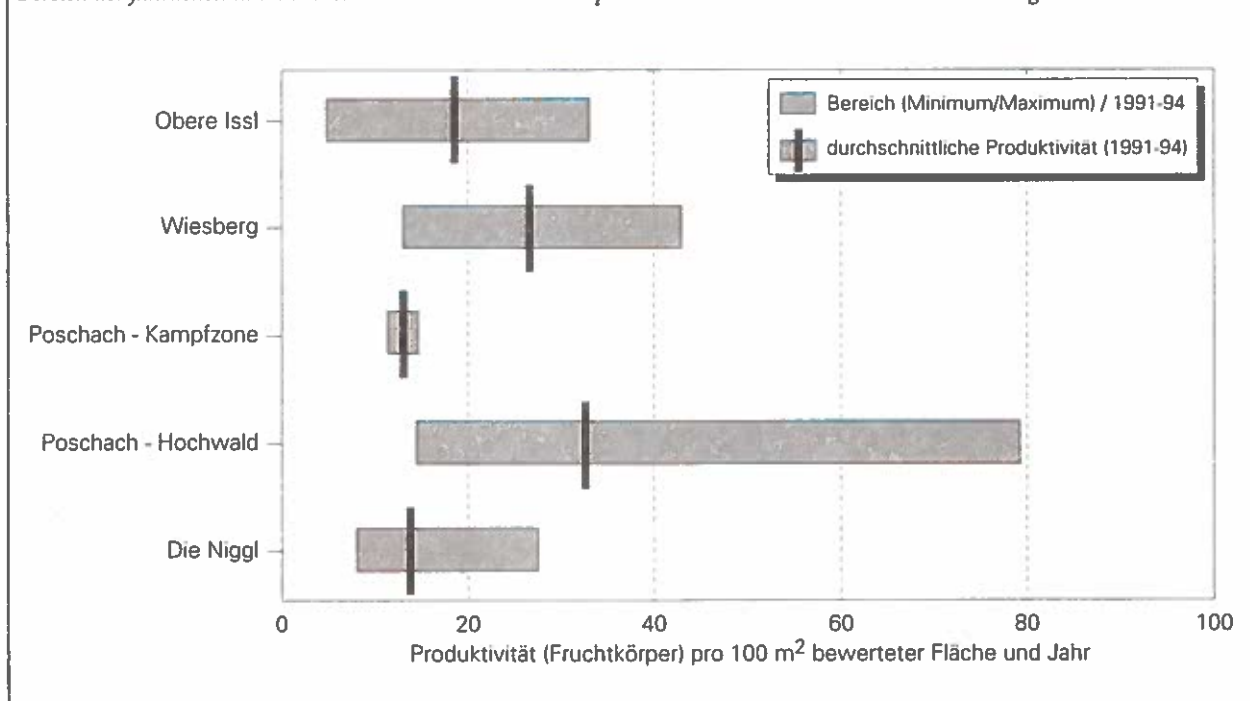 Obere Issl
Bereich (Minimum/Maximum) / 1991-94
durchschnittliche Produktivität (1991-94)
Wiesberg
Poschach - Kampfzone
Poschach - Hochwald
Die Niggl
0 20 40 60 80 100
Produktivität (Fruchtkörper) pro 100 m² bewerteter Fläche und Jahr